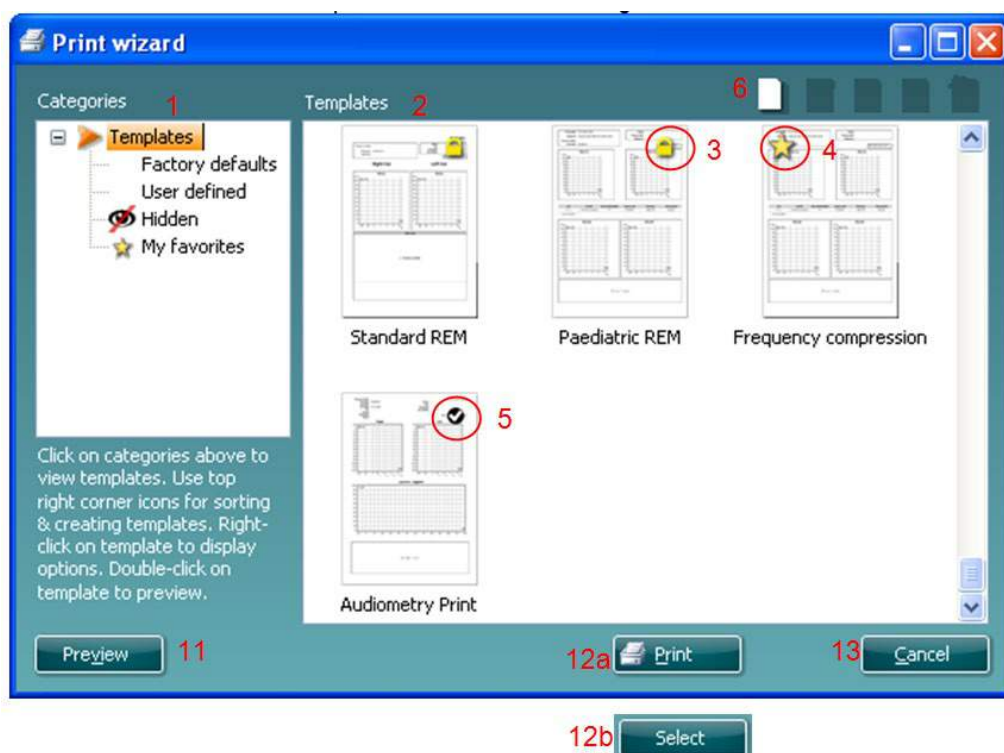 Print wizard
Categories 1
Templates 2
6
Templates
Factory defaults
User defined
Hidden
My favorites
3
4
Standard REM
Paediatric REM
Frequency compression
5
Audiometry Print
Click on categories above to
view templates. Use top
right corner icons for sorting
& creating templates. Right-
click on template to display
options. Double-click on
template to preview.
Preview 11
12a Print
13 Cancel
12b Select